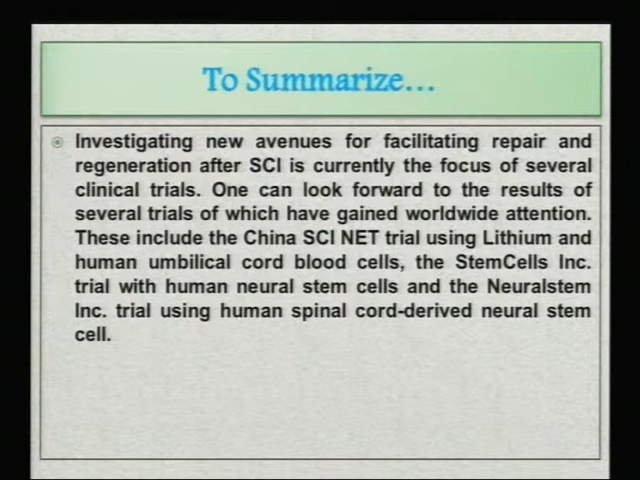 To Summarize...
Investigating new avenues for facilitating repair and
regeneration after SCI is currently the focus of several
clinical trials. One can look forward to the results of
several trials of which have gained worldwide attention.
These include the China SCI NET trial using Lithium and
human umbilical cord blood cells, the StemCells Inc.
trial with human neural stem cells and the Neuralstem
Inc. trial using human spinal cord-derived neural stem
cell.